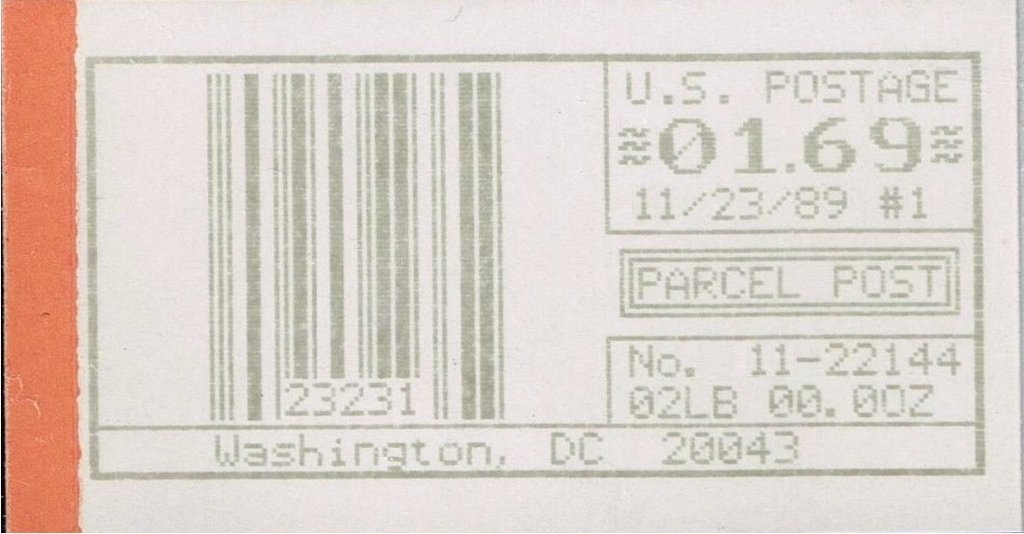 U.S. POSTAGE
01.69
11/23/89 #1
PARCEL POST
No. 11-22144
02LB 00.0OZ
23231
Washington, DC 20043